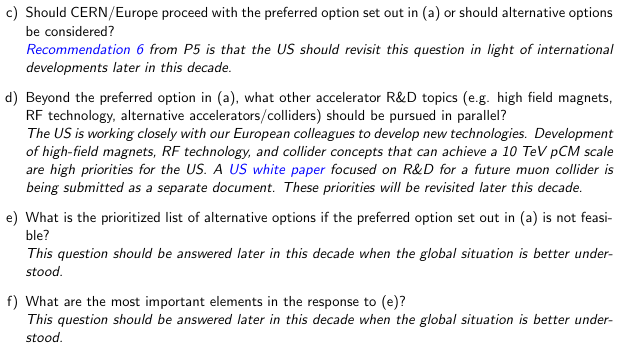 c) Should CERN/Europe proceed with the preferred option set out in (a) or should alternative options
be considered?
Recommendation 6 from P5 is that the US should revisit this question in light of international
developments later in this decade.
d) Beyond the preferred option in (a), what other accelerator R&D topics (e.g. high field magnets,
RF technology, alternative accelerators/colliders) should be pursued in parallel?
The US is working closely with our European colleagues to develop new technologies. Development
of high-field magnets, RF technology, and collider concepts that can achieve a 10 TeV pCM scale
are high priorities for the US. A US white paper focused on R&D for a future muon collider is
being submitted as a separate document. These priorities will be revisited later this decade.
e) What is the prioritized list of alternative options if the preferred option set out in (a) is not feasi-
ble?
This question should be answered later in this decade when the global situation is better under-
stood.
f) What are the most important elements in the response to (e)?
This question should be answered later in this decade when the global situation is better under-
stood.